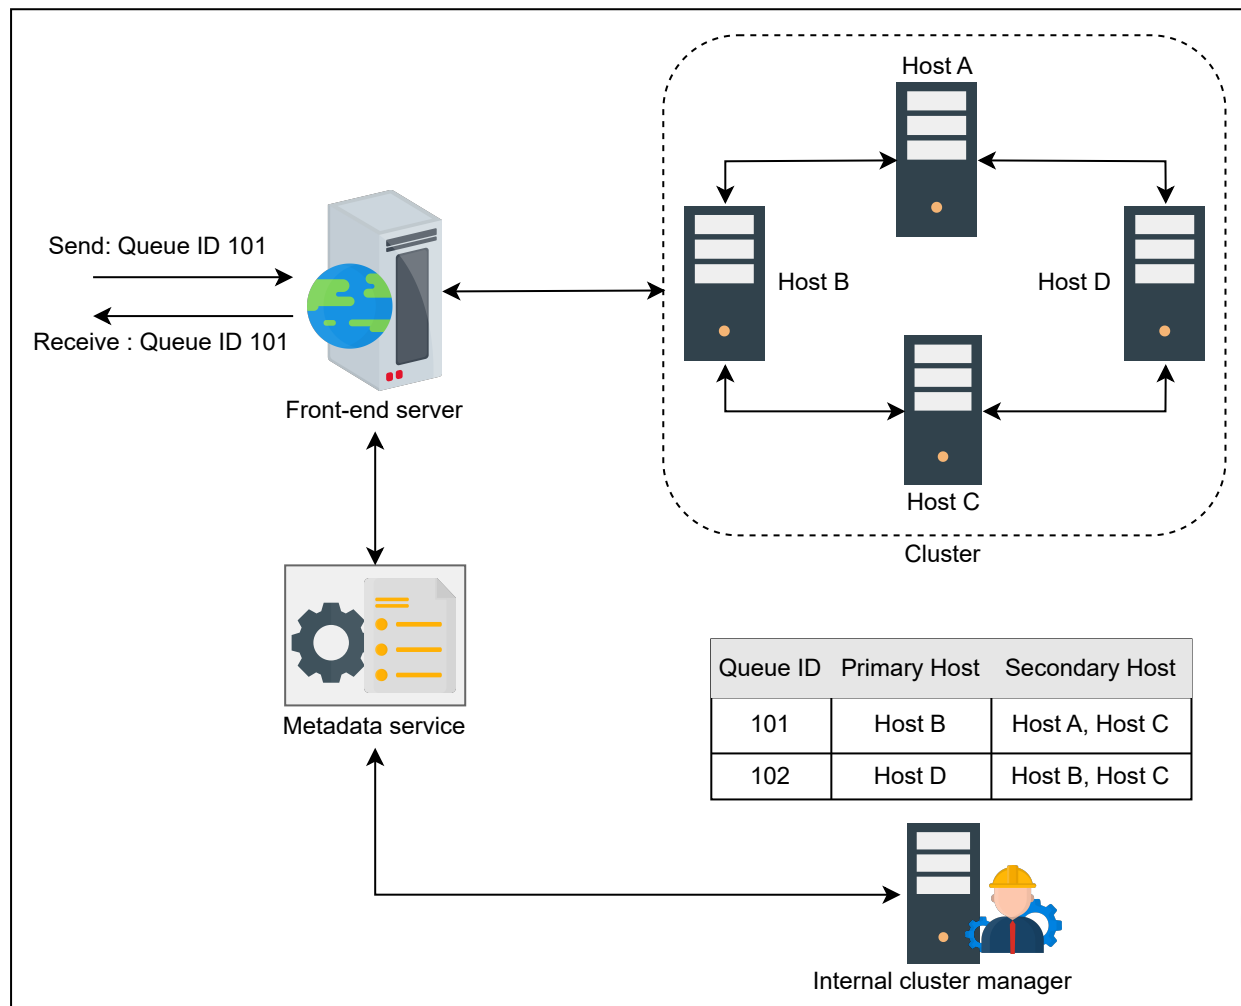 Host A
Send: Queue ID 101
Host B
Host D
Receive : Queue ID 101
Front-end server
Host C
Cluster
Queue ID Primary Host Secondary Host
101 Host B Host A, Host C
102 Host D Host B, Host C
Metadata service
Internal cluster manager